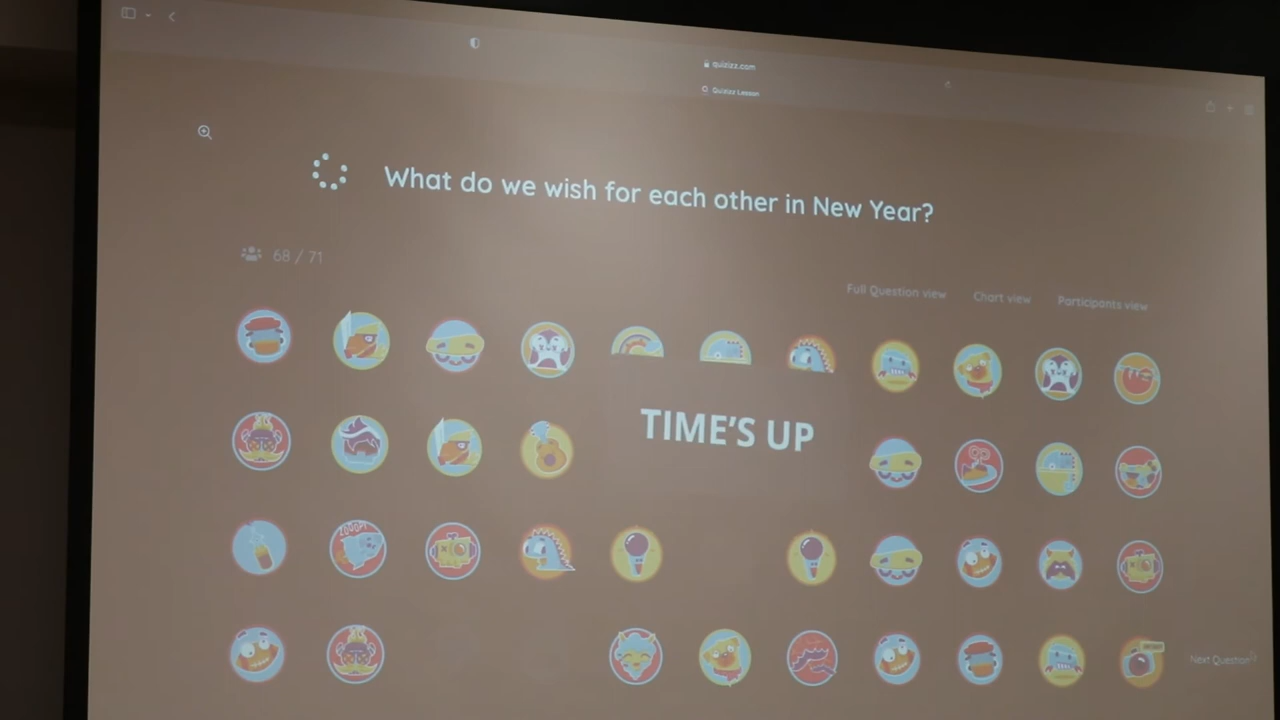 quizizz.com
Quizizz Lesson
What do we wish for each other in New Year?
68 / 71
Full Question view
Chart view
Participants view
TIME'S UP
Next Question